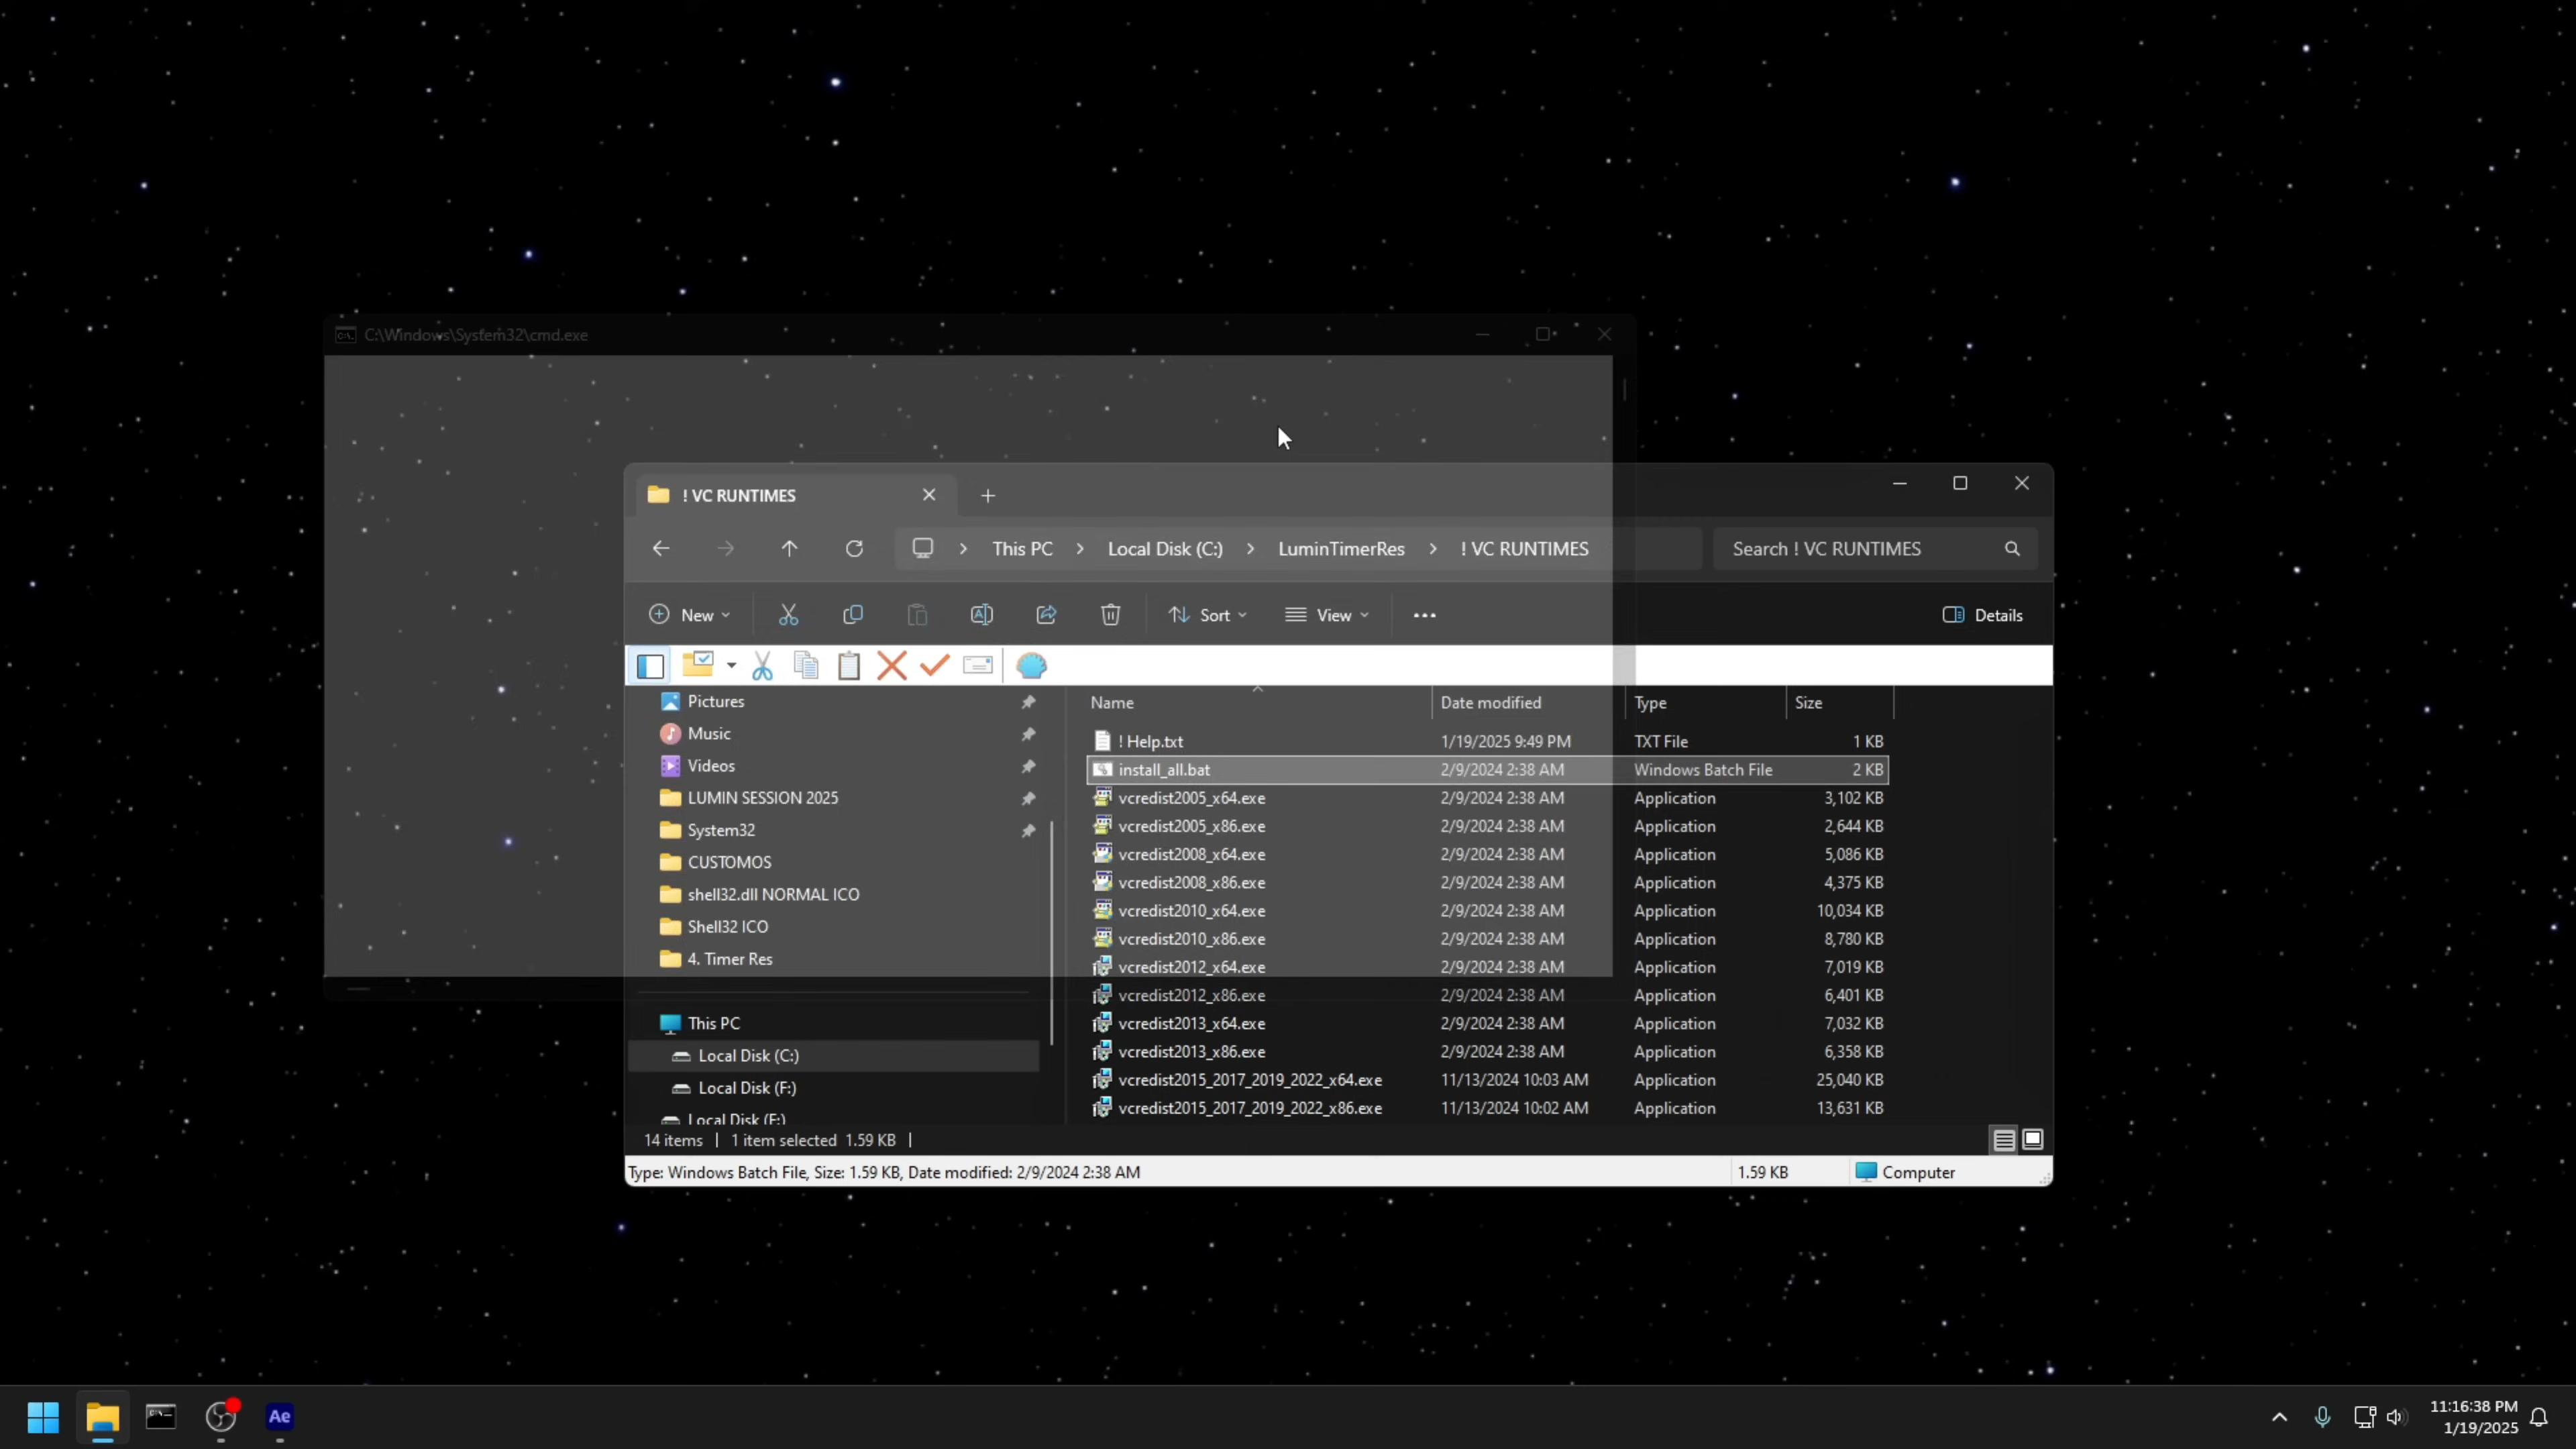 C:\Windows\System32\cmd.exe
! VC RUNTIMES
This PC > Local Disk (C:) > LuminTimerRes > ! VC RUNTIMES
Search ! VC RUNTIMES
New
Sort
View
Details
Pictures
Music
Videos
LUMIN SESSION 2025
System32
CUSTOMOS
shell32.dll NORMAL ICO
Shell32 ICO
4. Timer Res
This PC
Local Disk (C:)
Local Disk (F:)
Local Disk (E:)
Name Date modified Type Size
! Help.txt 1/19/2025 9:49 PM TXT File 1 KB
install_all.bat 2/9/2024 2:38 AM Windows Batch File 2 KB
vcredist2005_x64.exe 2/9/2024 2:38 AM Application 3,102 KB
vcredist2005_x86.exe 2/9/2024 2:38 AM Application 2,644 KB
vcredist2008_x64.exe 2/9/2024 2:38 AM Application 5,086 KB
vcredist2008_x86.exe 2/9/2024 2:38 AM Application 4,375 KB
vcredist2010_x64.exe 2/9/2024 2:38 AM Application 10,034 KB
vcredist2010_x86.exe 2/9/2024 2:38 AM Application 8,780 KB
vcredist2012_x64.exe 2/9/2024 2:38 AM Application 7,019 KB
vcredist2012_x86.exe 2/9/2024 2:38 AM Application 6,401 KB
vcredist2013_x64.exe 2/9/2024 2:38 AM Application 7,032 KB
vcredist2013_x86.exe 2/9/2024 2:38 AM Application 6,358 KB
vcredist2015_2017_2019_2022_x64.exe 11/13/2024 10:03 AM Application 25,040 KB
vcredist2015_2017_2019_2022_x86.exe 11/13/2024 10:02 AM Application 13,631 KB
14 items | 1 item selected 1.59 KB |
Type: Windows Batch File, Size: 1.59 KB, Date modified: 2/9/2024 2:38 AM 1.59 KB Computer
Ae
11:16:38 PM
1/19/2025